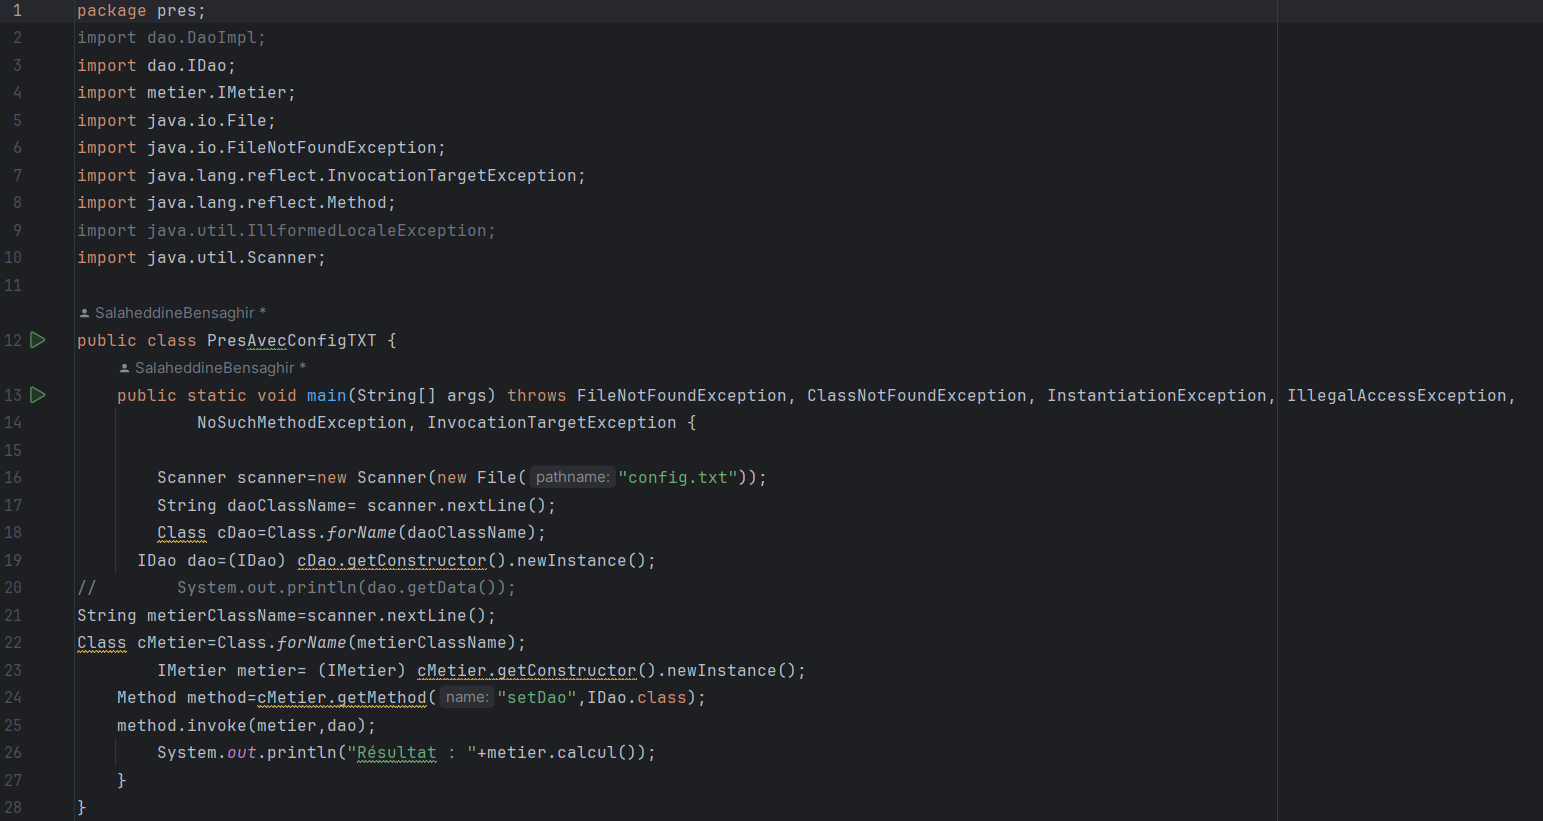 1 package pres;
2 import dao.DaoImpl;
3 import dao.IDao;
4 import metier.IMetier;
5 import java.io.File;
6 import java.io.FileNotFoundException;
7 import java.lang.reflect.InvocationTargetException;
8 import java.lang.reflect.Method;
9 import java.util.IllformedLocaleException;
10 import java.util.Scanner;
11
SalaheddineBensaghir *
12 public class PresAvecConfigTXT {
SalaheddineBensaghir *
13 public static void main(String[] args) throws FileNotFoundException, ClassNotFoundException, InstantiationException, IllegalAccessException,
14 NoSuchMethodException, InvocationTargetException {
15
16 Scanner scanner=new Scanner(new File( pathname: "config.txt"));
17 String daoClassName= scanner.nextLine();
18 Class cDao=Class.forName(daoClassName);
19 IDao dao=(IDao) cDao.getConstructor().newInstance();
20 // System.out.println(dao.getData());
21 String metierClassName=scanner.nextLine();
22 Class cMetier=Class.forName(metierClassName);
23 IMetier metier= (IMetier) cMetier.getConstructor().newInstance();
24 Method method=cMetier.getMethod( name: "setDao",IDao.class);
25 method.invoke(metier,dao);
26 System.out.println("Résultat : "+metier.calcul());
27 }
28 }